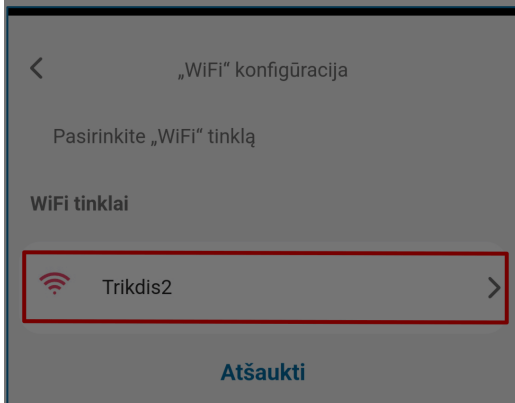 „WiFi“ konfigūracija
Pasirinkite „WiFi“ tinklą
WiFi tinklai
Trikdis2
Atšaukti